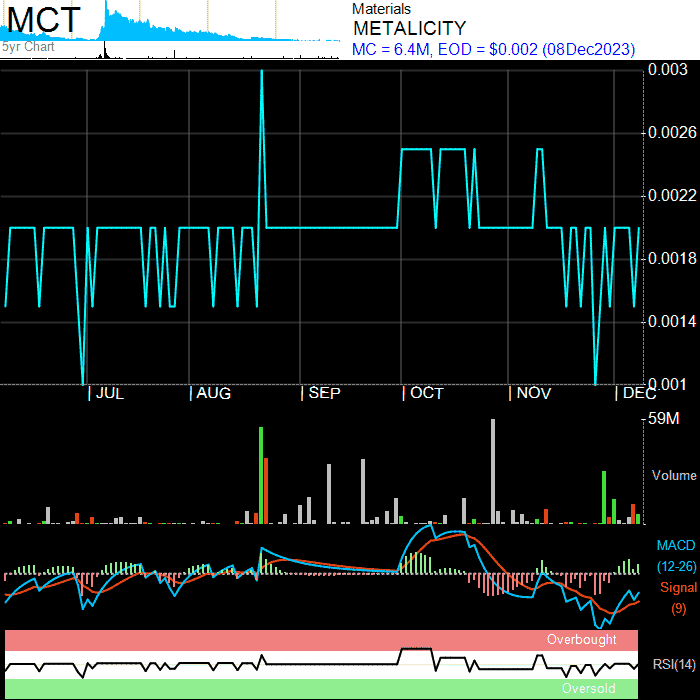 MCT
5yr Chart
Materials
METALICITY
MC = 6.4M, EOD = $0.002 (08Dec2023)
0.003
0.0026
0.0022
0.0018
0.0014
0.001
JUL AUG SEP OCT NOV DEC
59M
Volume
MACD
(12-26)
Signal
(9)
Overbought
RSI(14)
Oversold